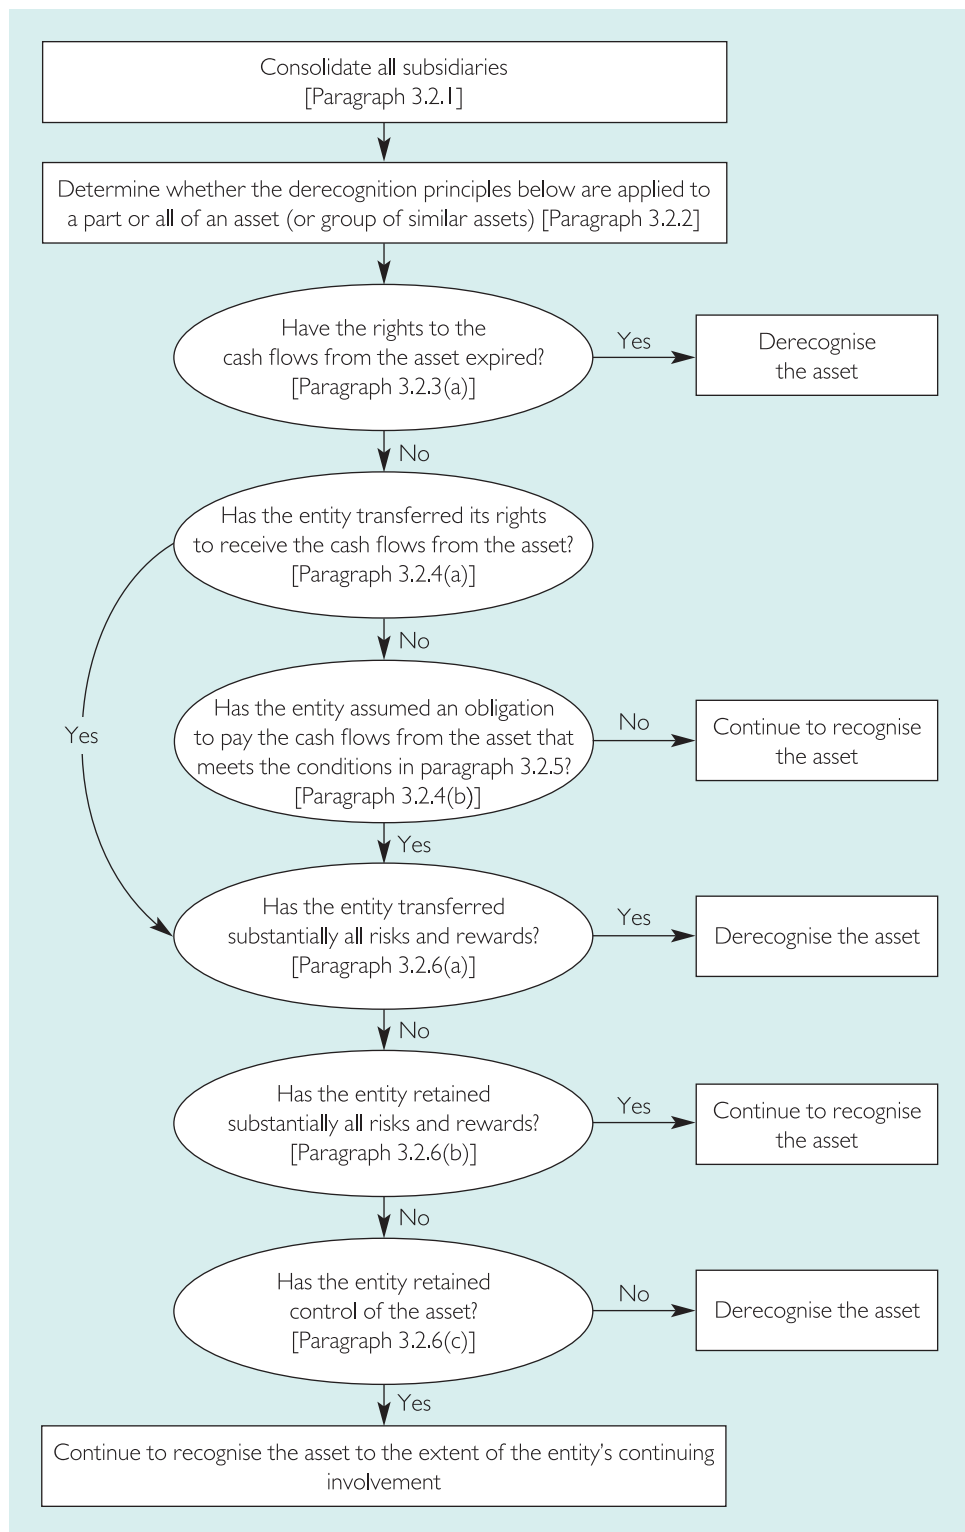 Consolidate all subsidiaries
[Paragraph 3.2.1]
Determine whether the derecognition principles below are applied to
a part or all of an asset (or group of similar assets) [Paragraph 3.2.2]
Have the rights to the
cash flows from the asset expired?
[Paragraph 3.2.3(a)]
Yes
Derecognise
the asset
No
Has the entity transferred its rights
to receive the cash flows from the asset?
[Paragraph 3.2.4(a)]
No
Yes
Has the entity assumed an obligation
to pay the cash flows from the asset that
meets the conditions in paragraph 3.2.5?
[Paragraph 3.2.4(b)]
No
Continue to recognise
the asset
Yes
Has the entity transferred
substantially all risks and rewards?
[Paragraph 3.2.6(a)]
Yes
Derecognise the asset
No
Has the entity retained
substantially all risks and rewards?
[Paragraph 3.2.6(b)]
Yes
Continue to recognise
the asset
No
Has the entity retained
control of the asset?
[Paragraph 3.2.6(c)]
No
Derecognise the asset
Yes
Continue to recognise the asset to the extent of the entity's continuing
involvement